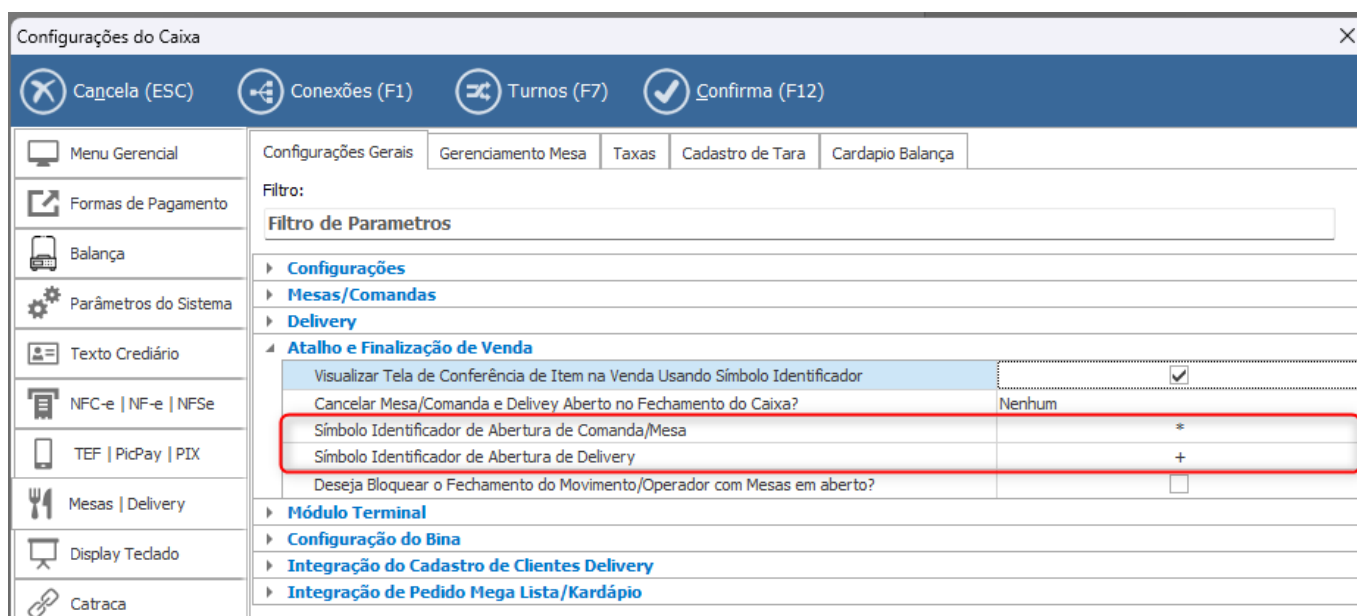 Configurações do Caixa
Cancela (ESC)
Conexões (F1)
Turnos (F7)
Confirma (F12)
Menu Gerencial
Formas de Pagamento
Balança
Parâmetros do Sistema
Texto Crediário
NFC-e | NF-e | NFSe
TEF | PicPay | PIX
Mesas | Delivery
Display Teclado
Catraca
Configurações Gerais
Gerenciamento Mesa
Taxas
Cadastro de Tara
Cardapio Balança
Filtro:
Filtro de Parametros
Configurações
Mesas/Comandas
Delivery
Atalho e Finalização de Venda
Visualizar Tela de Conferência de Item na Venda Usando Símbolo Identificador
Cancelar Mesa/Comanda e Delivey Aberto no Fechamento do Caixa? Nenhum
Símbolo Identificador de Abertura de Comanda/Mesa *
Símbolo Identificador de Abertura de Delivery +
Deseja Bloquear o Fechamento do Movimento/Operador com Mesas em aberto?
Módulo Terminal
Configuração do Bina
Integração do Cadastro de Clientes Delivery
Integração de Pedido Mega Lista/Kardápio